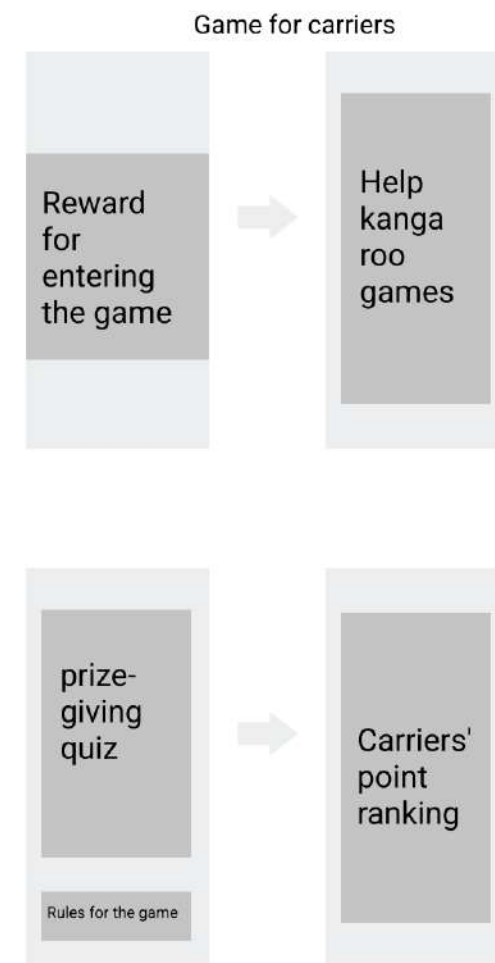 Game for carriers
Reward
for
entering
the game
Help
kanga
roo
games
prize-
giving
quiz
Rules for the game
Carriers'
point
ranking